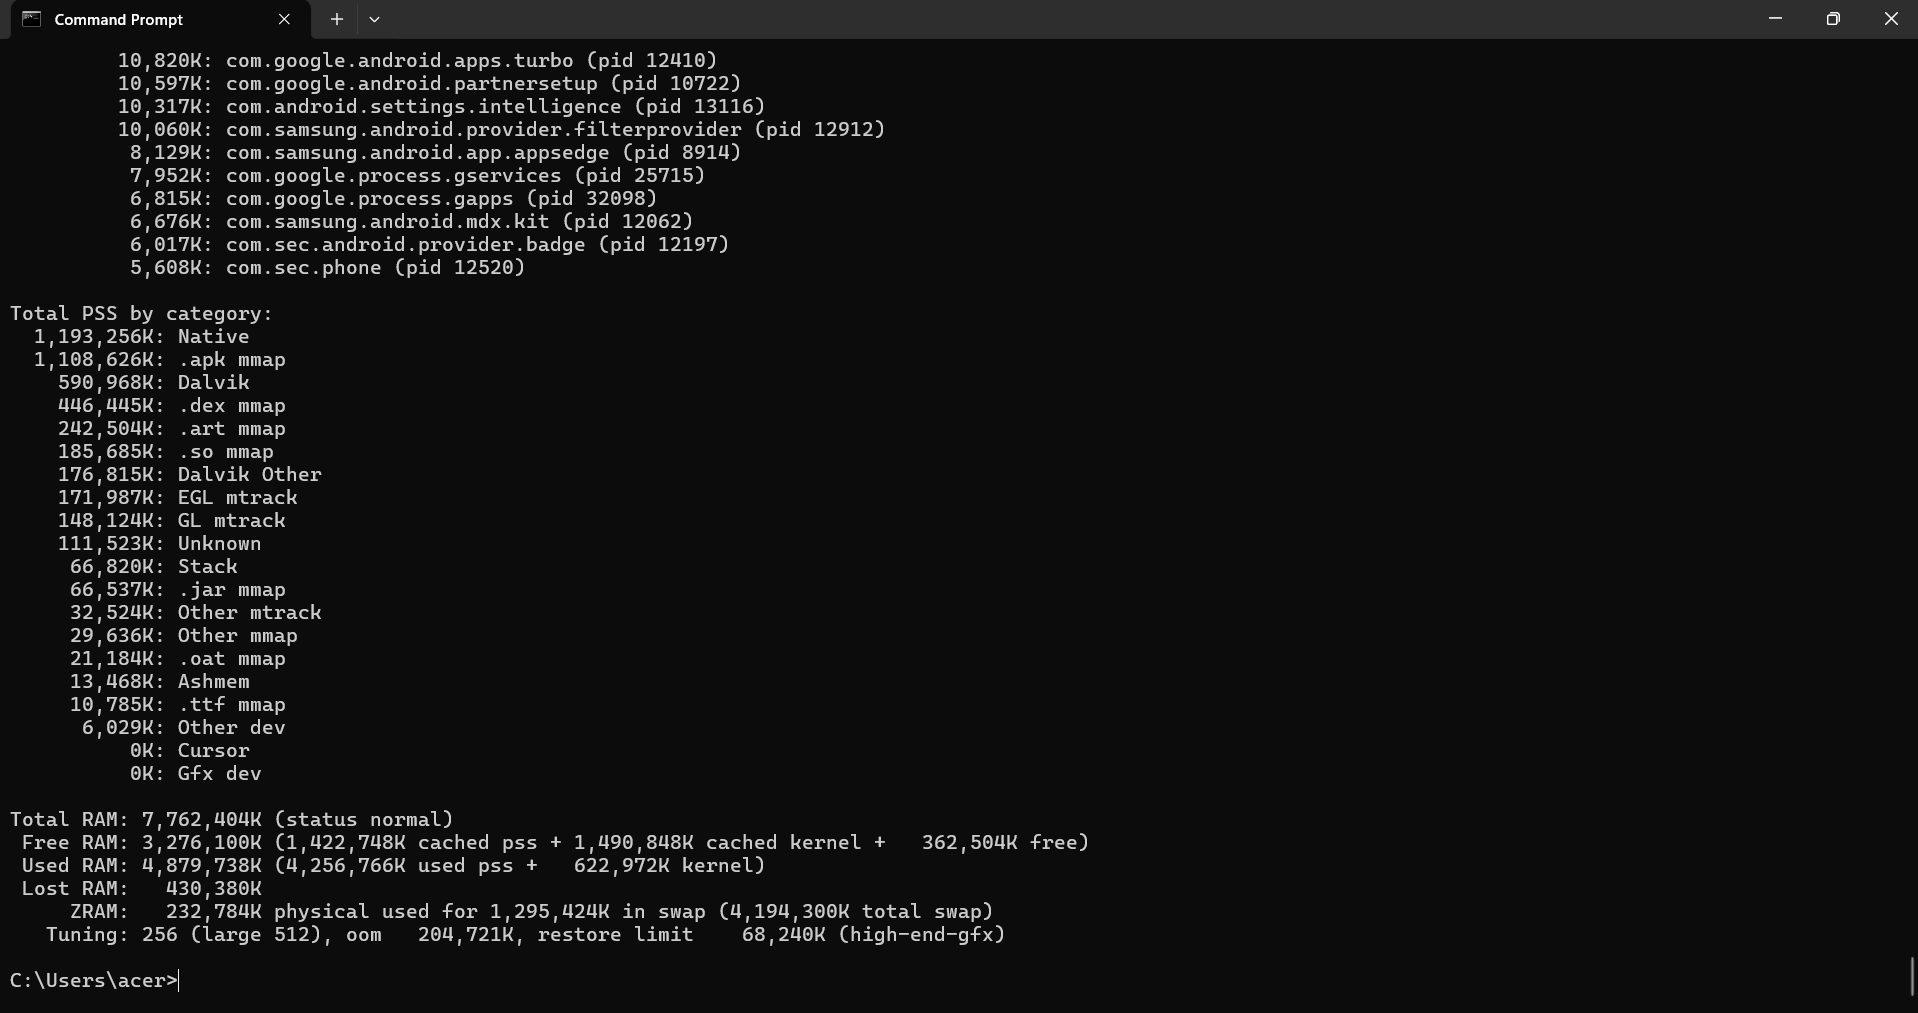 Command Prompt
10,820K: com.google.android.apps.turbo (pid 12410)
10,597K: com.google.android.partnersetup (pid 10722)
10,317K: com.android.settings.intelligence (pid 13116)
10,060K: com.samsung.android.provider.filterprovider (pid 12912)
8,129K: com.samsung.android.app.appsedge (pid 8914)
7,952K: com.google.process.gservices (pid 25715)
6,815K: com.google.process.gapps (pid 32098)
6,676K: com.samsung.android.mdx.kit (pid 12062)
6,017K: com.sec.android.provider.badge (pid 12197)
5,608K: com.sec.phone (pid 12520)
Total PSS by category:
1,193,256K: Native
1,108,626K: .apk mmap
590,968K: Dalvik
446,445K: .dex mmap
242,504K: .art mmap
185,685K: .so mmap
176,815K: Dalvik Other
171,987K: EGL mtrack
148,124K: GL mtrack
111,523K: Unknown
66,820K: Stack
66,537K: .jar mmap
32,524K: Other mtrack
29,636K: Other mmap
21,184K: .oat mmap
13,468K: Ashmem
10,785K: .ttf mmap
6,029K: Other dev
0K: Cursor
0K: Gfx dev
Total RAM: 7,762,404K (status normal)
Free RAM: 3,276,100K (1,422,748K cached pss + 1,490,848K cached kernel +   362,504K free)
Used RAM: 4,879,738K (4,256,766K used pss +   622,972K kernel)
Lost RAM:   430,380K
ZRAM:   232,784K physical used for 1,295,424K in swap (4,194,300K total swap)
Tuning: 256 (large 512), oom   204,721K, restore limit    68,240K (high-end-gfx)
C:\Users\acer>